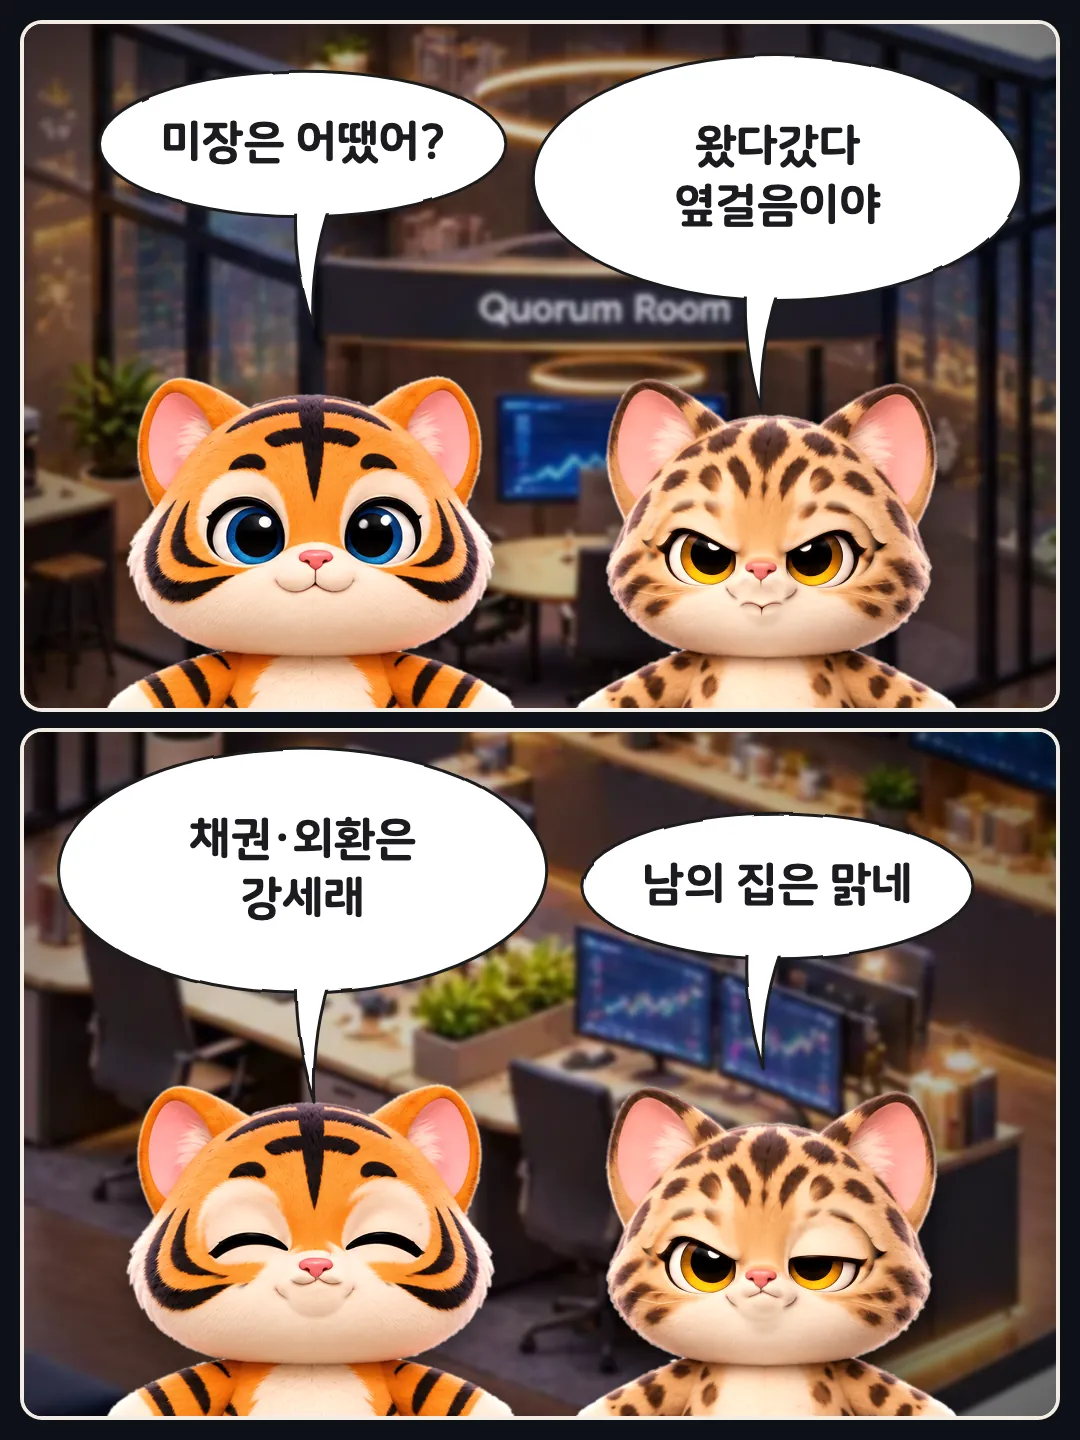 미장은 어땠어?
왔다갔다
옆걸음이야
Quorum Room
채권·외환은
강세래
남의 집은 맑네